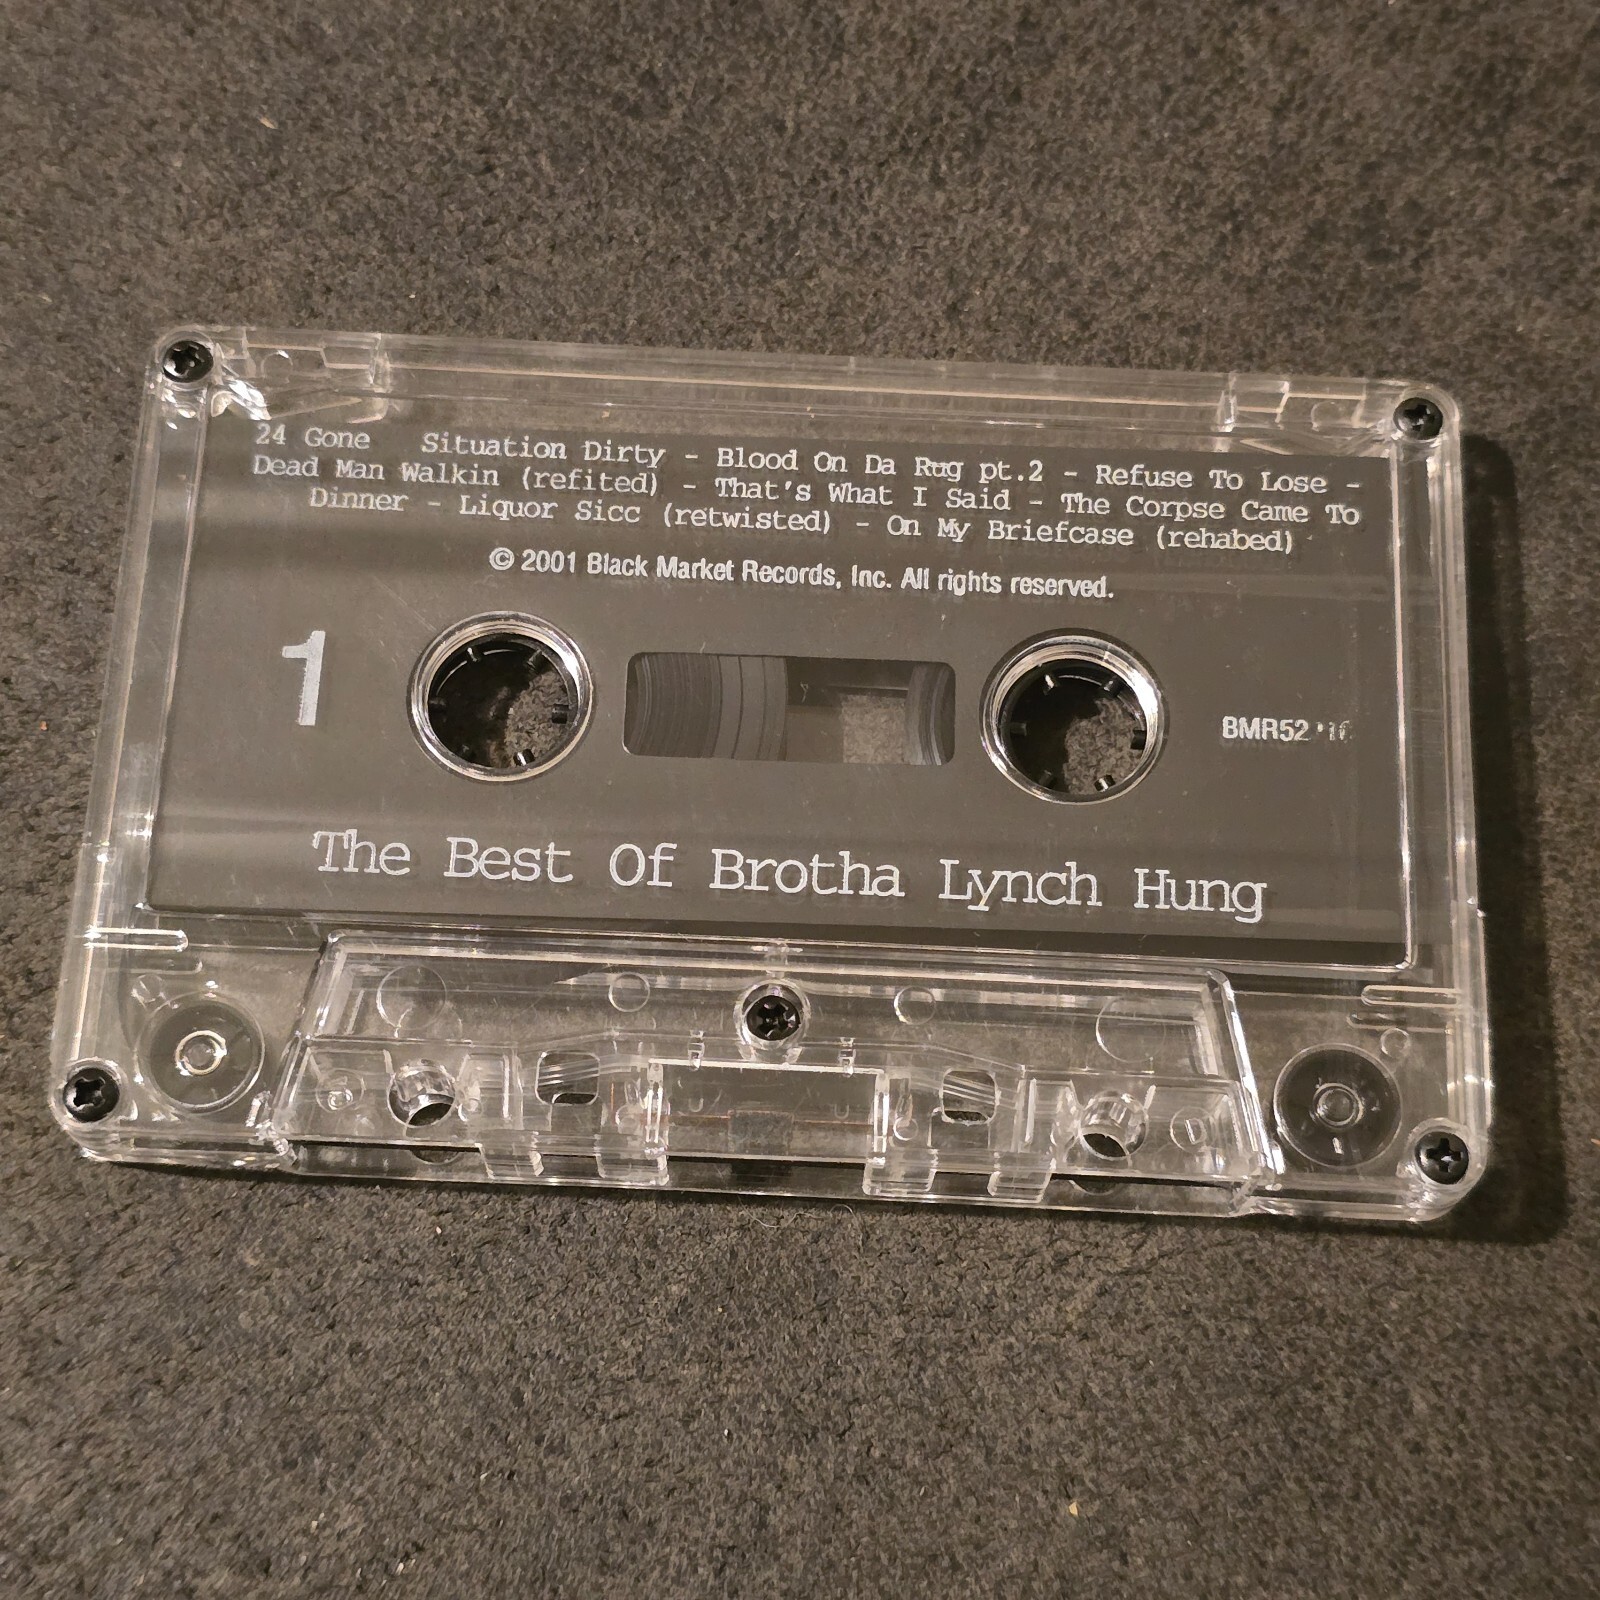 24 Gone   Situation Dirty - Blood On Da Rug pt.2 - Refuse To Lose -
Dead Man Walkin (refited) - That's What I Said - The Corpse Came To
Dinner - Liquor Sicc (retwisted) - On My Briefcase (rehabed)
© 2001 Black Market Records, Inc. All rights reserved.
1
BMR52
The Best Of Brotha Lynch Hung